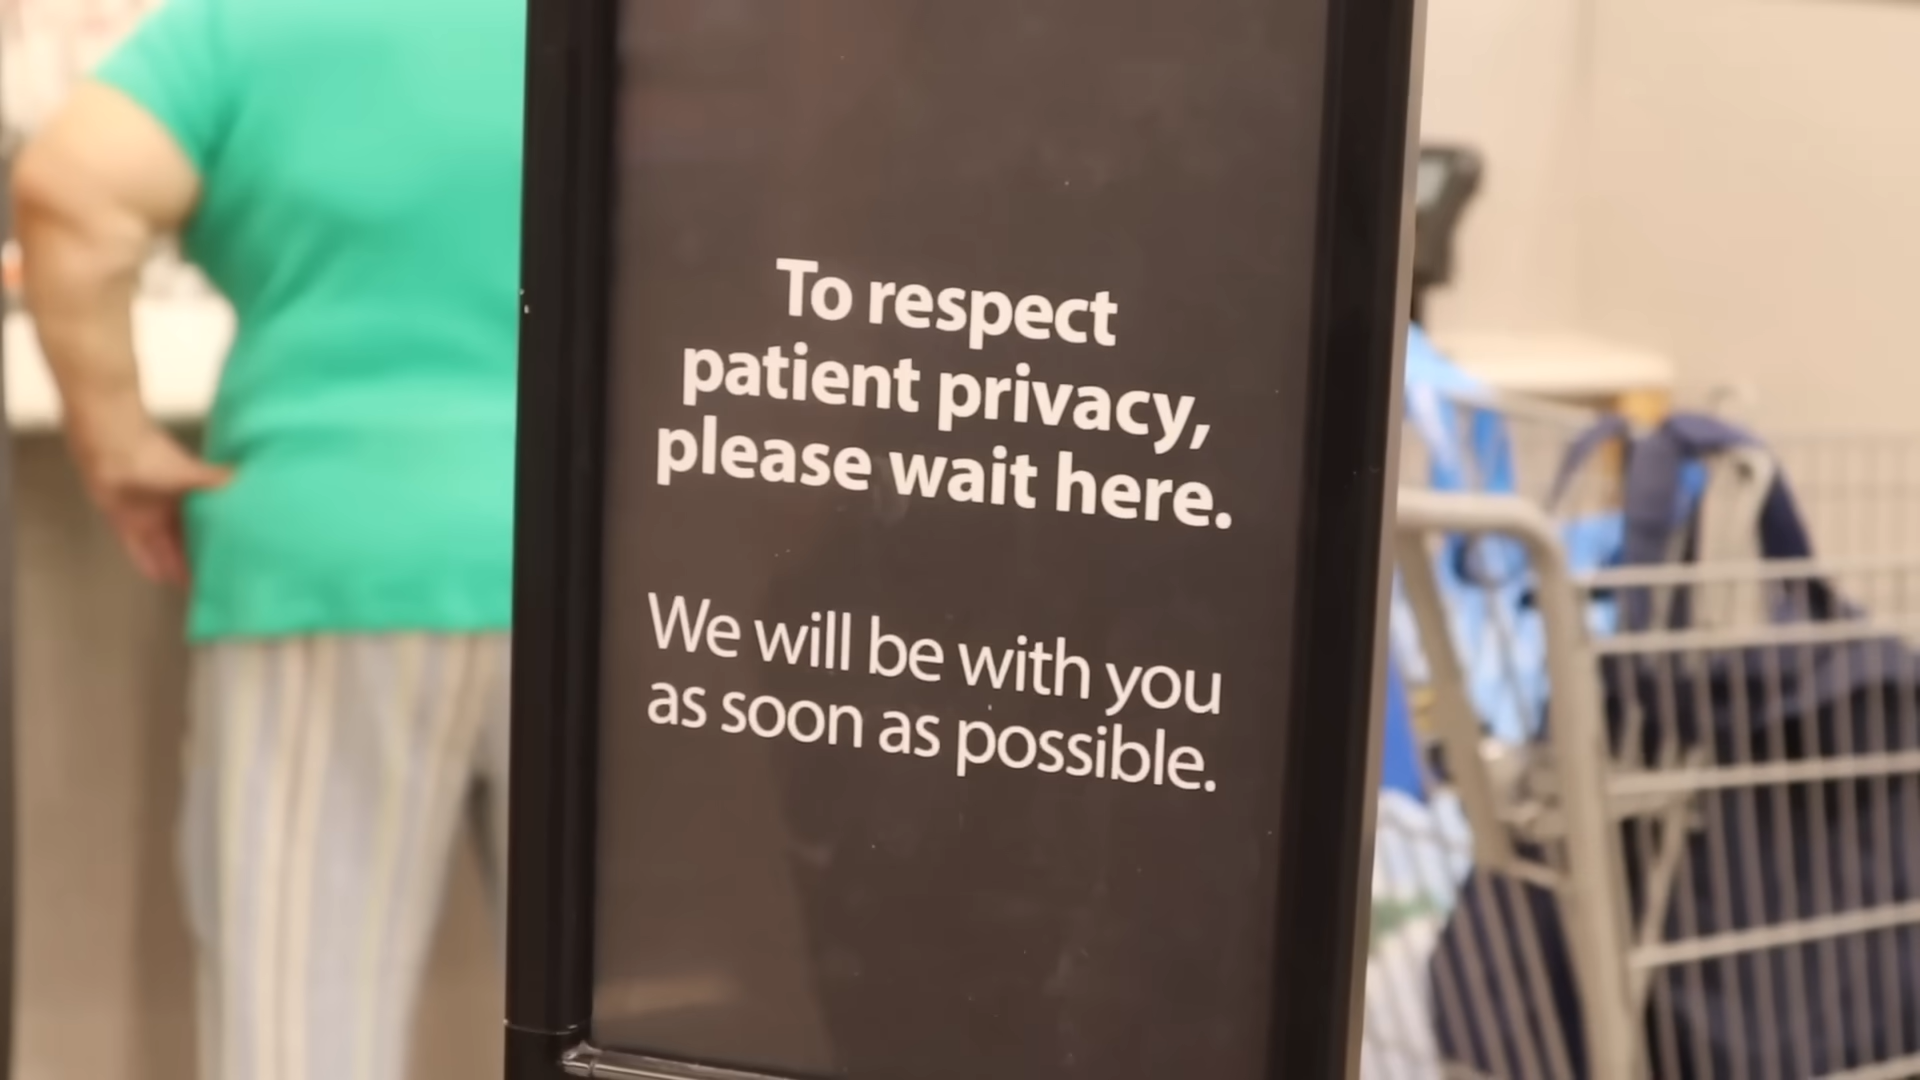 To respect
patient privacy,
please wait here.
We will be with you
as soon as possible.